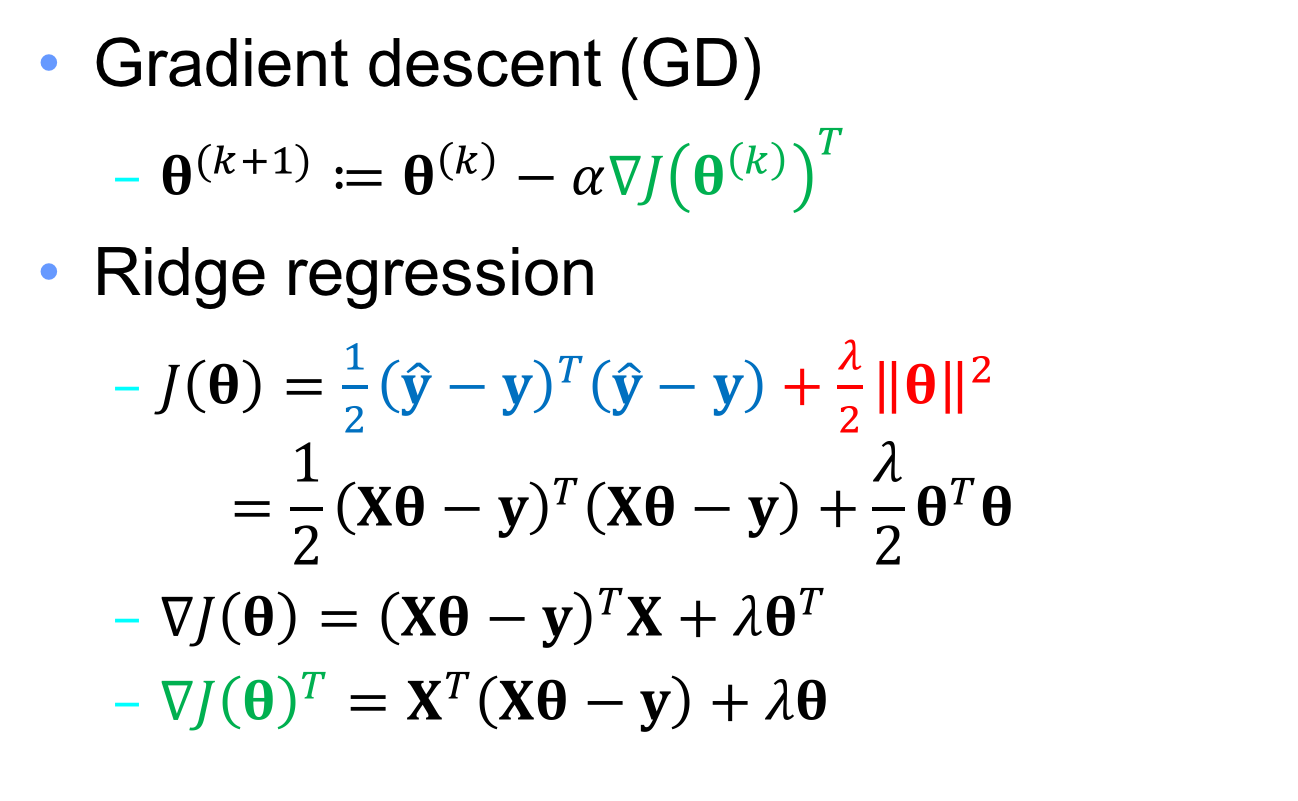 • Gradient descent (GD)
– 𝛉^(k+1) ≔ 𝛉^(k) − α∇J(𝛉^(k))^T
• Ridge regression
– J(𝛉) = 1/2 (𝐲̂ − 𝐲)^T(𝐲̂ − 𝐲) + λ/2 ‖𝛉‖^2
= 1/2 (𝐗𝛉 − 𝐲)^T(𝐗𝛉 − 𝐲) + λ/2 𝛉^T𝛉
– ∇J(𝛉) = (𝐗𝛉 − 𝐲)^T𝐗 + λ𝛉^T
– ∇J(𝛉)^T = 𝐗^T(𝐗𝛉 − 𝐲) + λ𝛉